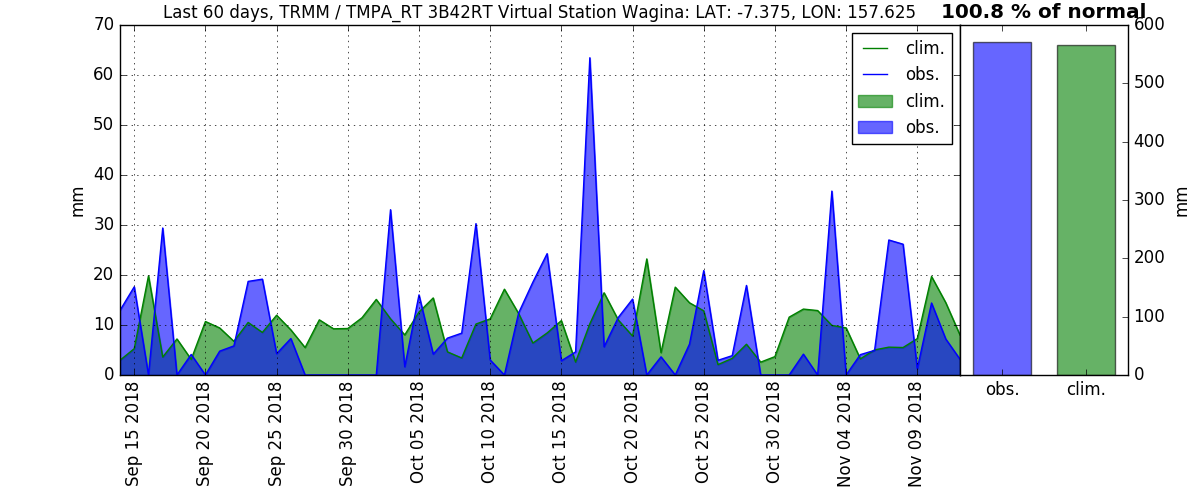 Last 60 days, TRMM / TMPA_RT 3B42RT Virtual Station Wagina: LAT: -7.375, LON: 157.625
100.8 % of normal
70
60
50
40
30
20
10
0
mm
clim.
obs.
clim.
obs.
Sep 15 2018
Sep 20 2018
Sep 25 2018
Sep 30 2018
Oct 05 2018
Oct 10 2018
Oct 15 2018
Oct 20 2018
Oct 25 2018
Oct 30 2018
Nov 04 2018
Nov 09 2018
600
500
400
300
200
100
0
mm
obs.
clim.